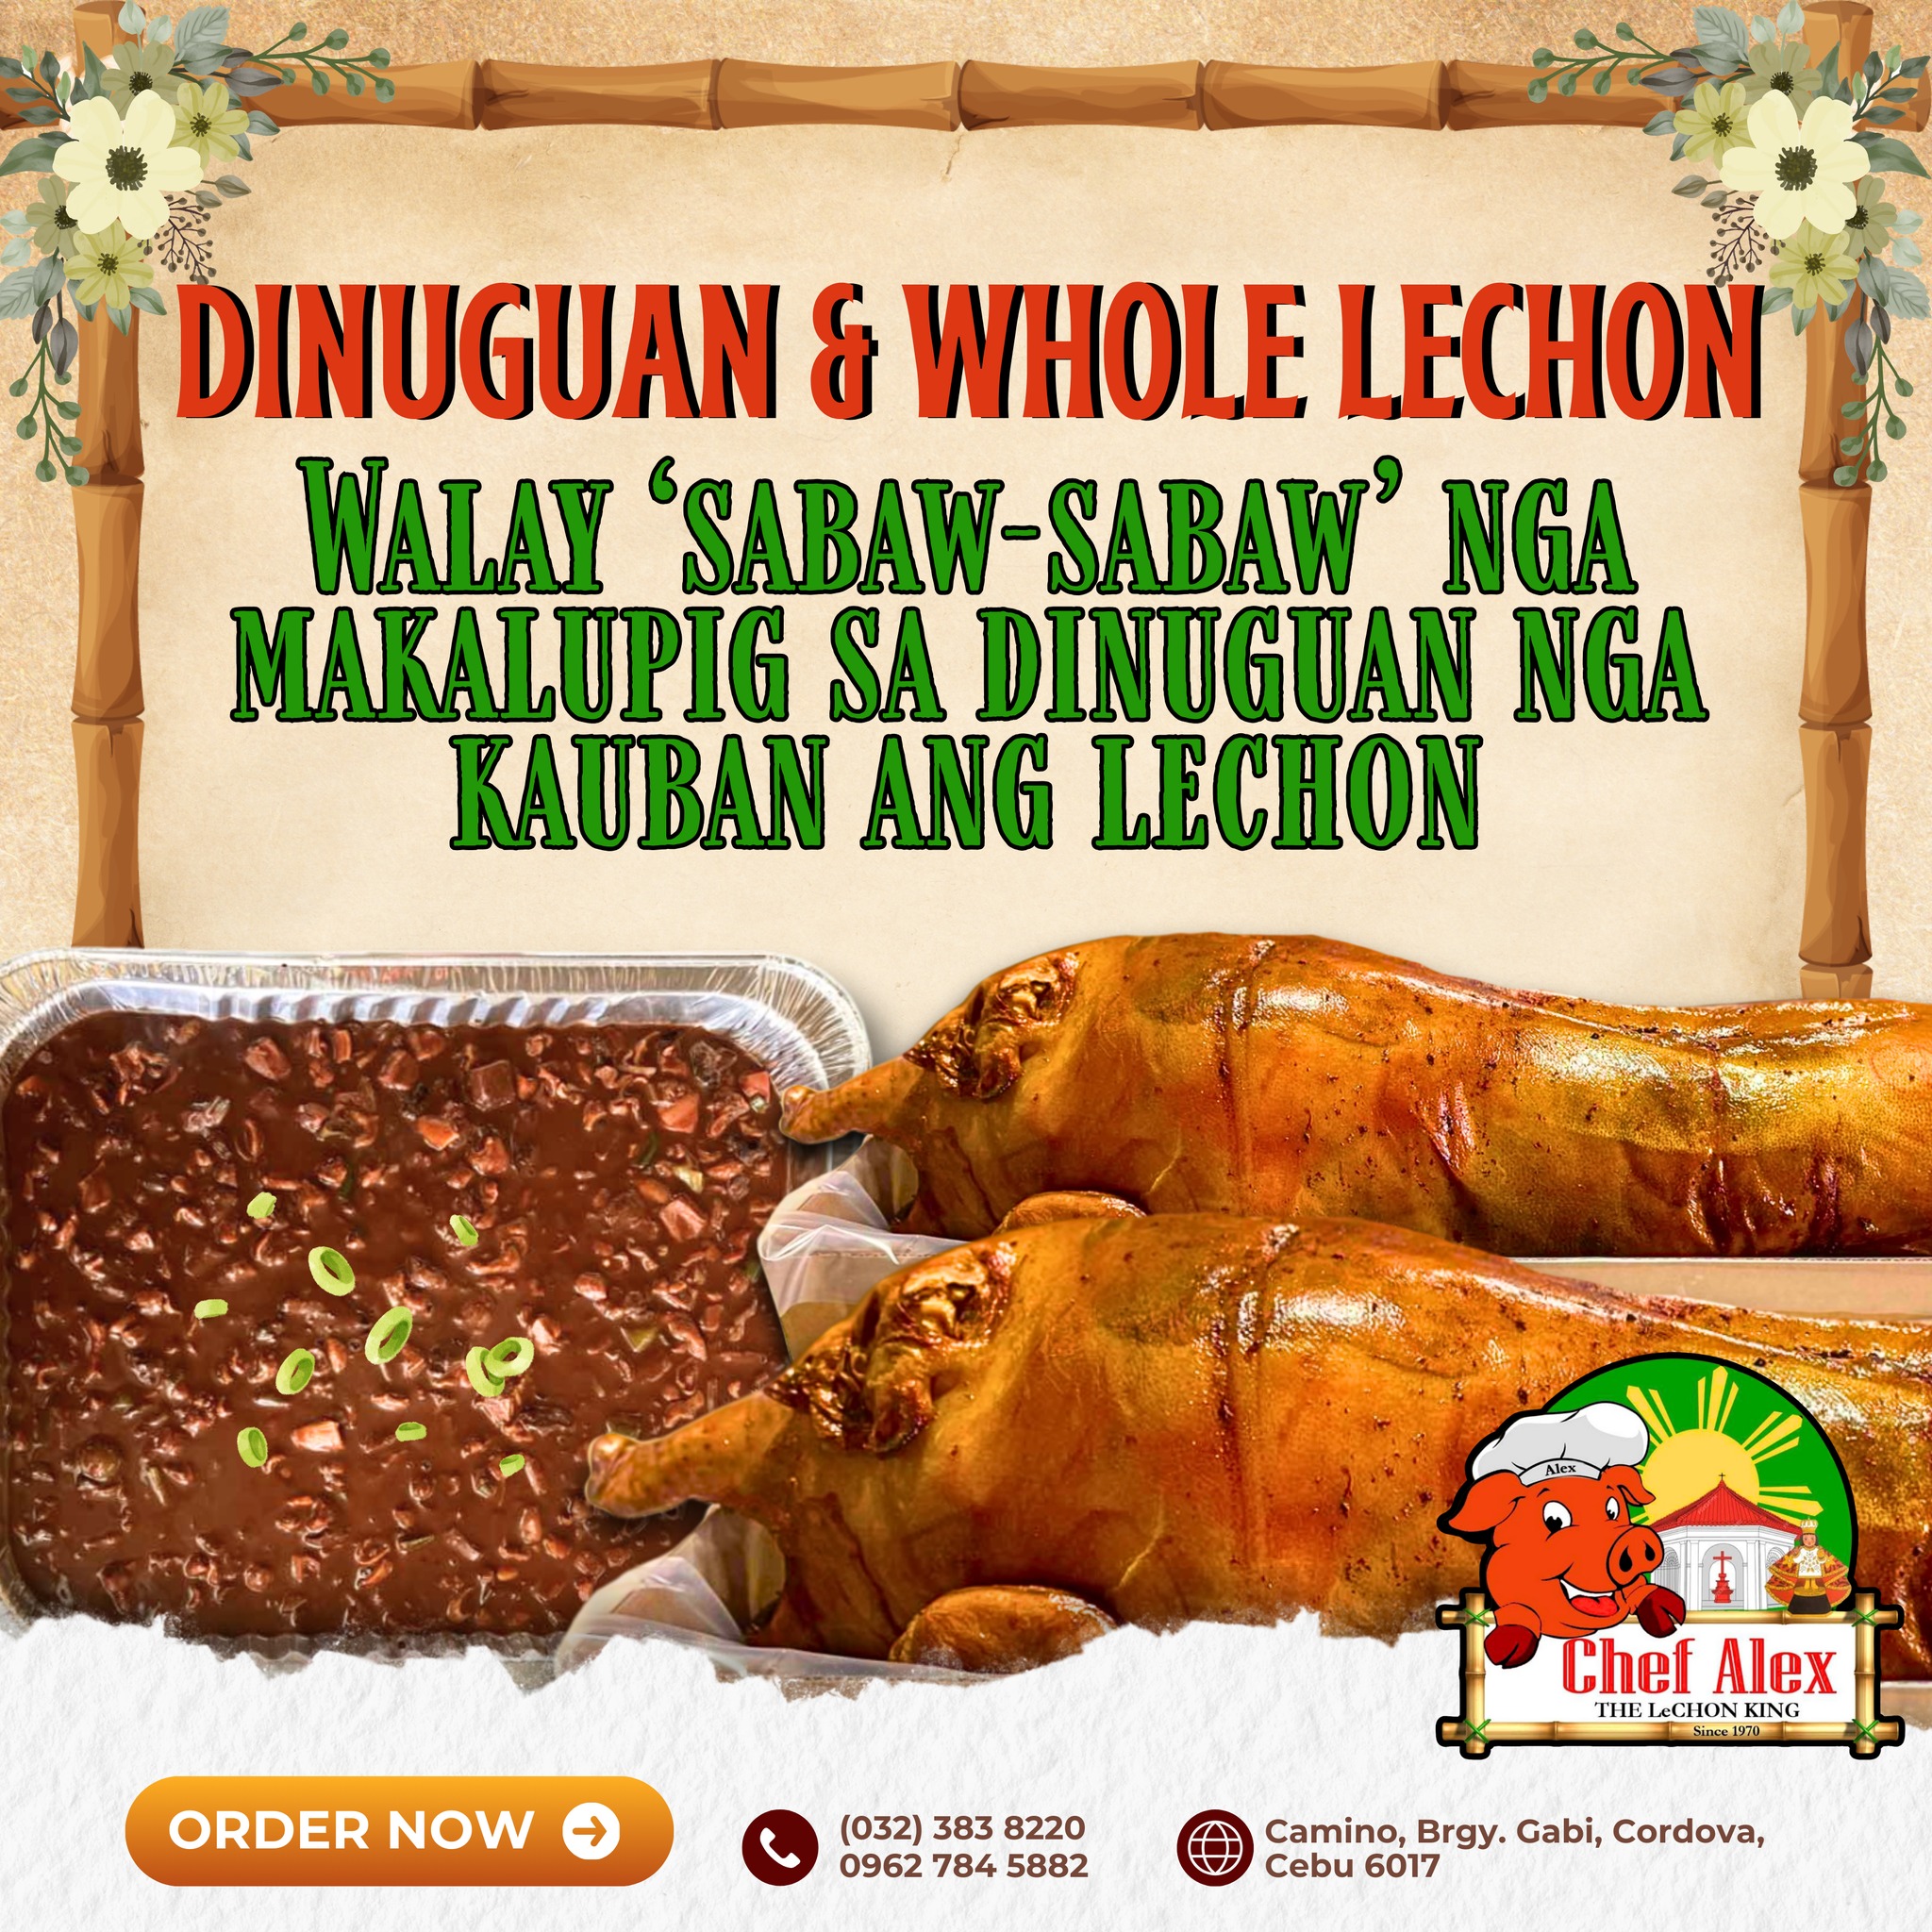 DINUGUAN & WHOLE LECHON
WALAY ‘SABAW-SABAW’ NGA
MAKALUPIG SA DINUGUAN NGA
KAUBAN ANG LECHON
Alex
Chef Alex
THE LeCHON KING
Since 1970
ORDER NOW
(032) 383 8220
0962 784 5882
Camino, Brgy. Gabi, Cordova,
Cebu 6017